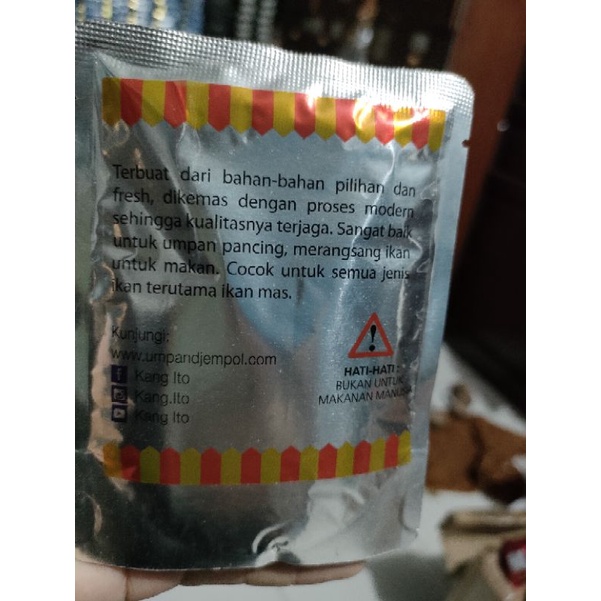 Terbuat dari bahan-bahan pilihan dan
fresh, dikemas dengan proses modern
sehingga kualitasnya terjaga. Sangat baik
untuk umpan pancing, merangsang ikan
untuk makan. Cocok untuk semua jenis
ikan terutama ikan mas.
Kunjungi:
www.umpandjempol.com
Kang Ito
Kang.Ito
Kang Ito
HATI-HATI :
BUKAN UNTUK
MAKANAN MANUSIA